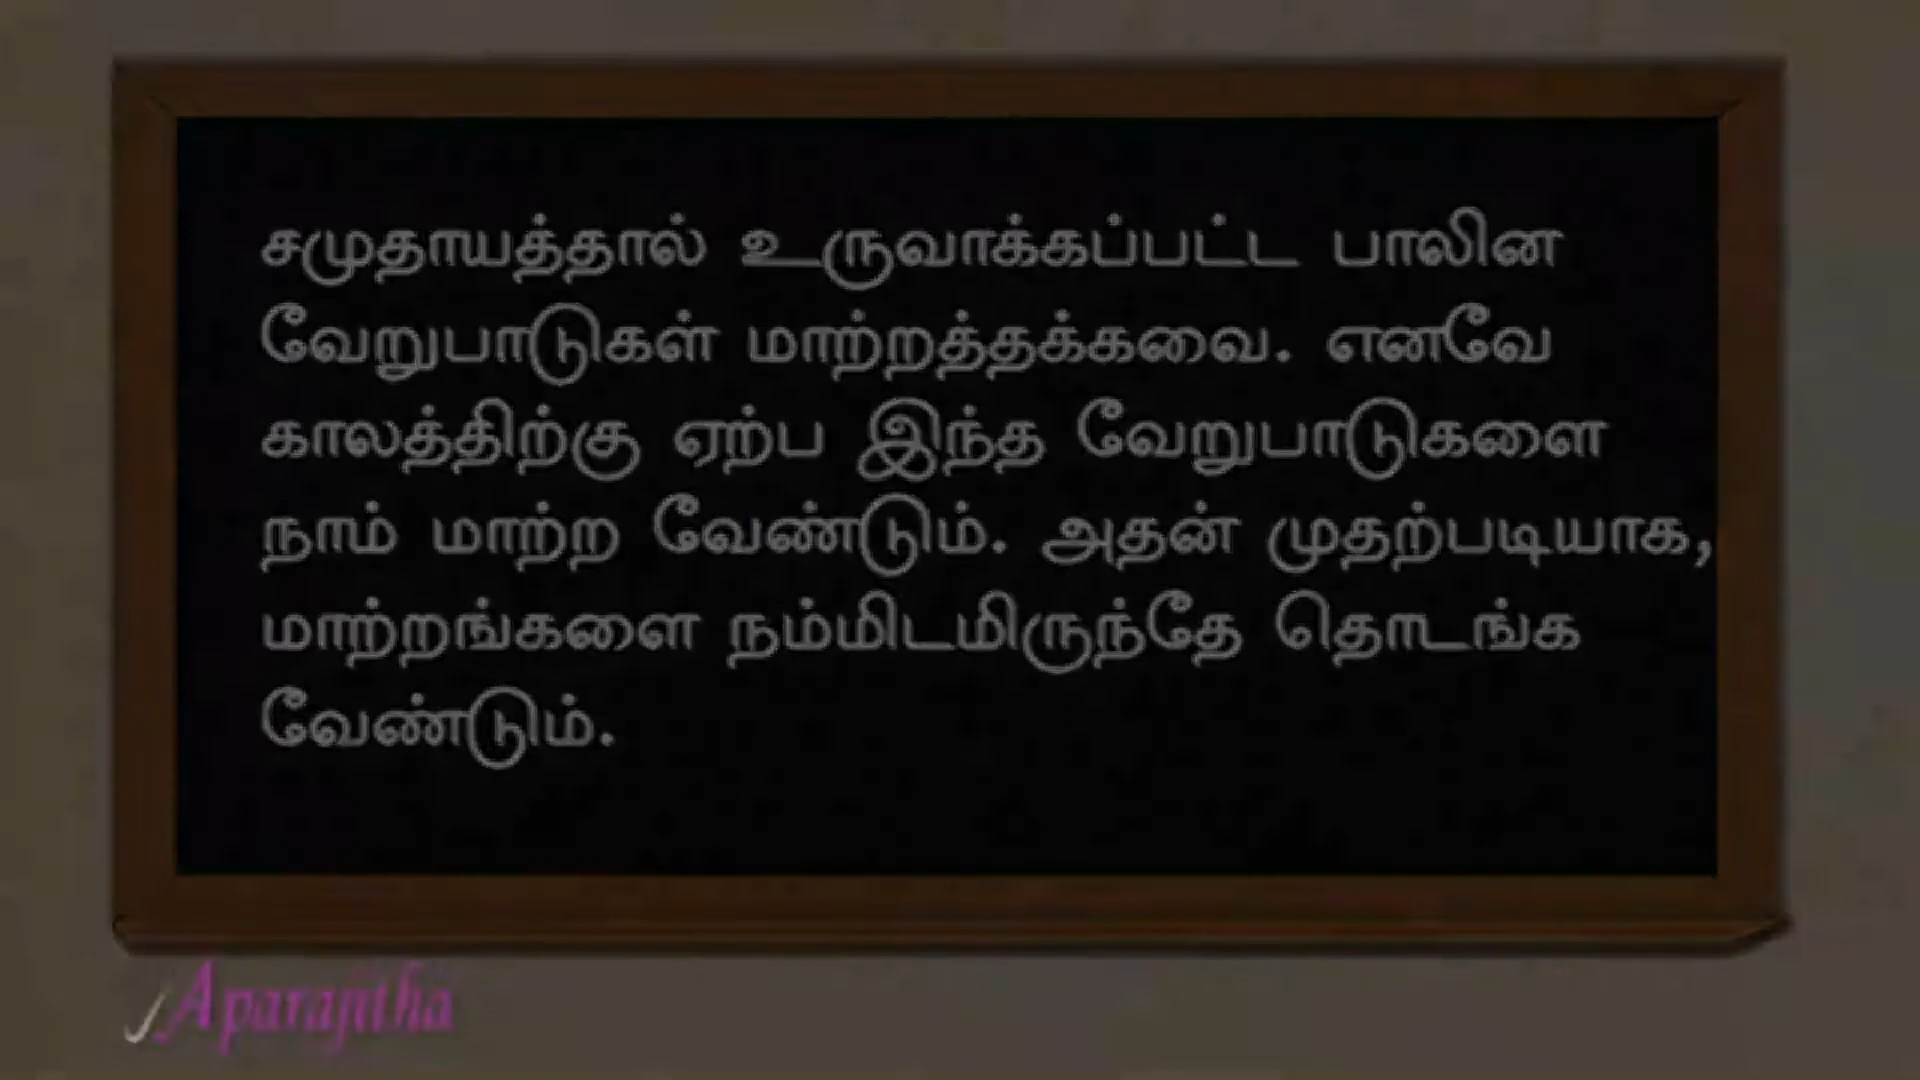 சமுதாயத்தால் உருவாக்கப்பட்ட பாலின
வேறுபாடுகள் மாற்றத்தக்கவை. எனவே
காலத்திற்கு ஏற்ப இந்த வேறுபாடுகளை
நாம் மாற்ற வேண்டும். அதன் முதற்படியாக,
மாற்றங்களை நம்மிடமிருந்தே தொடங்க
வேண்டும்.
Aparajitha